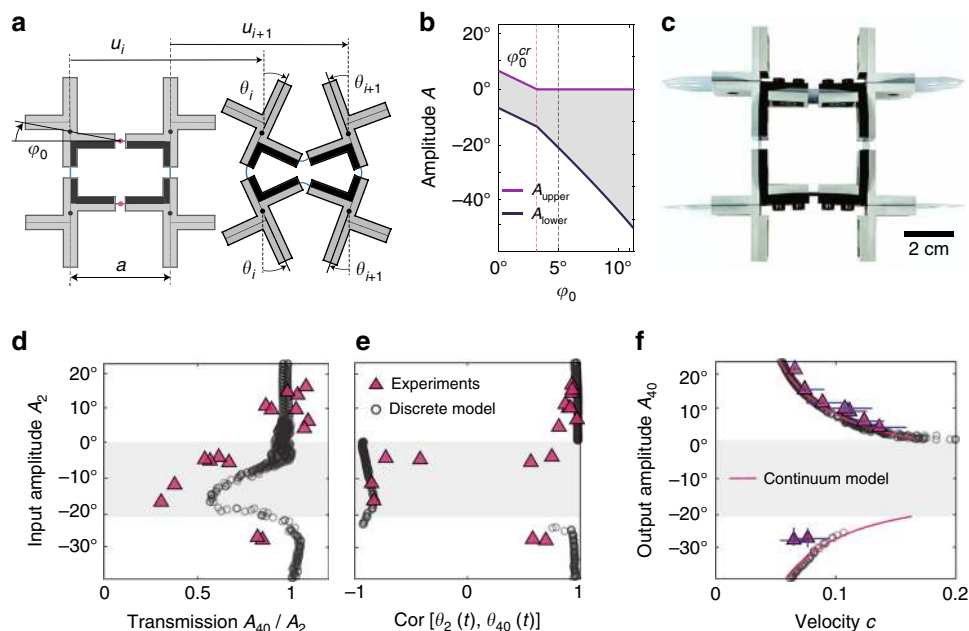 a
u_i
u_{i+1}
θ_i
θ_{i+1}
φ_0
θ_i
θ_{i+1}
a
b
20°
0°
−20°
−40°
Amplitude A
φ_0^{cr}
A_upper
A_lower
0°
5°
10°
φ_0
c
2 cm
d
20°
10°
0°
−10°
−20°
−30°
Input amplitude A_2
0
0.5
1
Transmission A_40 / A_2
e
Experiments
Discrete model
−1
0
1
Cor [θ_2 (t), θ_40 (t)]
f
20°
10°
0°
−10°
−20°
−30°
Output amplitude A_40
Continuum model
0
0.1
0.2
Velocity c